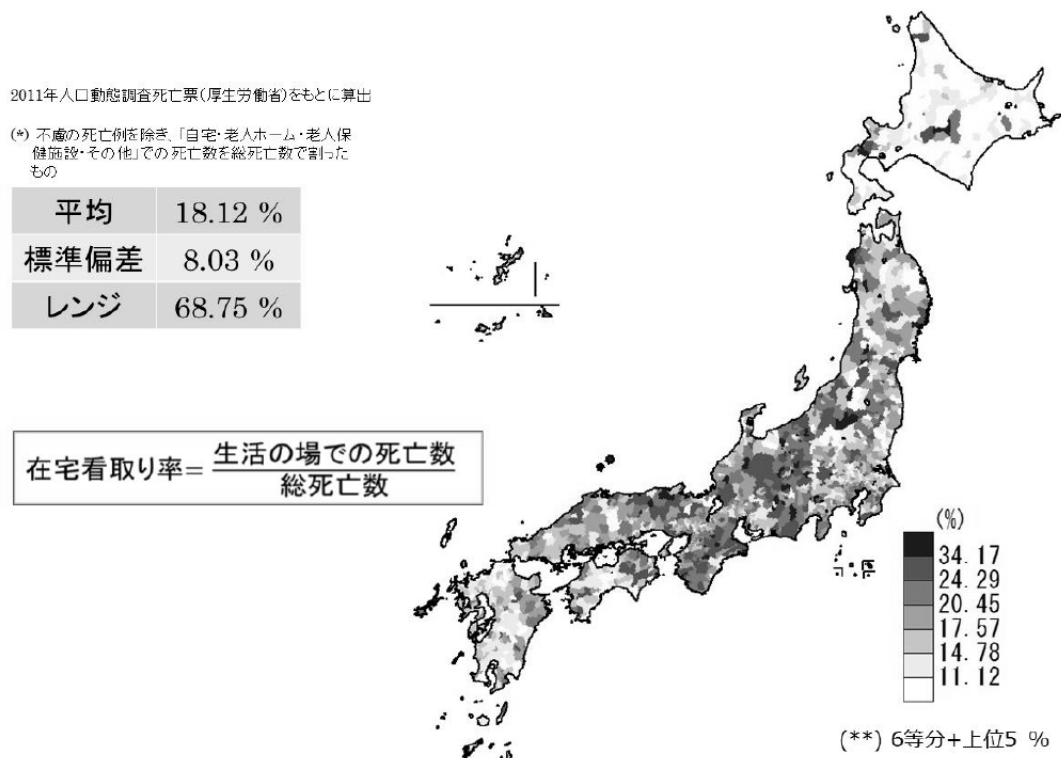 2011年人口動態調査死亡票(厚生労働省)をもとに算出
(*) 不慮の死亡例を除き、「自宅・老人ホーム・老人保
健施設・その他」での死亡数を総死亡数で割った
もの
平均 18.12 %
標準偏差 8.03 %
レンジ 68.75 %
在宅看取り率= 生活の場での死亡数
総死亡数
(%)
34.17
24.29
20.45
17.57
14.78
11.12
(**) 6等分+上位5 %